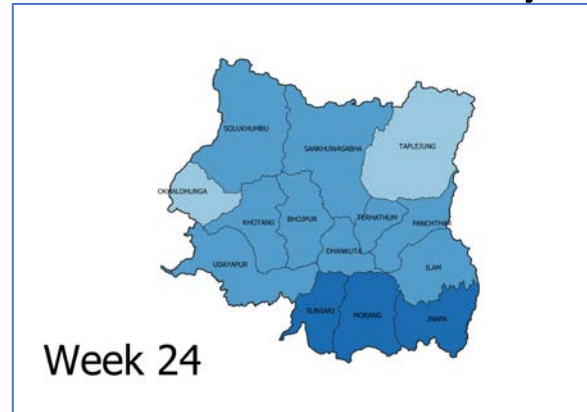 SOLUKHUMBU
SANKHUWASABHA
TAPLEJUNG
OKHALDHUNGA
KHOTANG
BHOJPUR
TERHATHUM
PANCHTHAR
DHANKUTA
UDAYAPUR
ILAM
SUNSARI
MORANG
JHAPA
Week 24